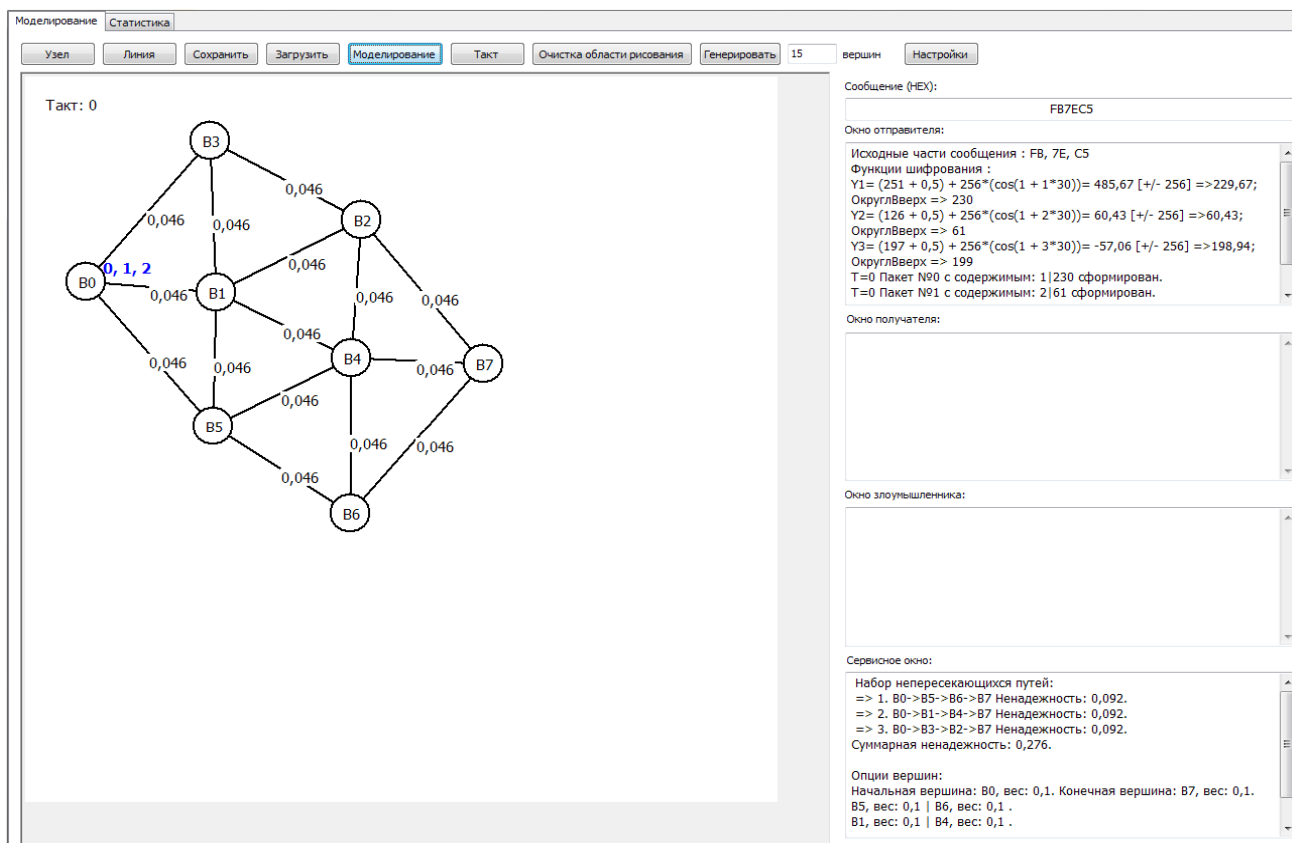 Моделирование Статистика
Узел Линия Сохранить Загрузить Моделирование Такт Очистка области рисования Генерировать 15 вершин Настройки
Такт: 0
B3
0,046
0,046
0,046
B2
0, 1, 2
B0
0,046
B1
0,046
0,046
0,046
0,046
0,046
0,046
B4
0,046
B7
0,046
B5
0,046
0,046
0,046
0,046
B6
Сообщение (HEX):
FB7EC5
Окно отправителя:
Исходные части сообщения : FB, 7E, C5
Функции шифрования :
Y1= (251 + 0,5) + 256*(cos(1 + 1*30))= 485,67 [+/- 256] =>229,67;
ОкруглВверх => 230
Y2= (126 + 0,5) + 256*(cos(1 + 2*30))= 60,43 [+/- 256] =>60,43;
ОкруглВверх => 61
Y3= (197 + 0,5) + 256*(cos(1 + 3*30))= -57,06 [+/- 256] =>198,94;
ОкруглВверх => 199
T=0 Пакет №0 с содержимым: 1|230 сформирован.
T=0 Пакет №1 с содержимым: 2|61 сформирован.
Окно получателя:
Окно злоумышленника:
Сервисное окно:
Набор непересекающихся путей:
=> 1. B0->B5->B6->B7 Ненадежность: 0,092.
=> 2. B0->B1->B4->B7 Ненадежность: 0,092.
=> 3. B0->B3->B2->B7 Ненадежность: 0,092.
Суммарная ненадежность: 0,276.
Опции вершин:
Начальная вершина: B0, вес: 0,1. Конечная вершина: B7, вес: 0,1.
B5, вес: 0,1 | B6, вес: 0,1 .
B1, вес: 0,1 | B4, вес: 0,1 .